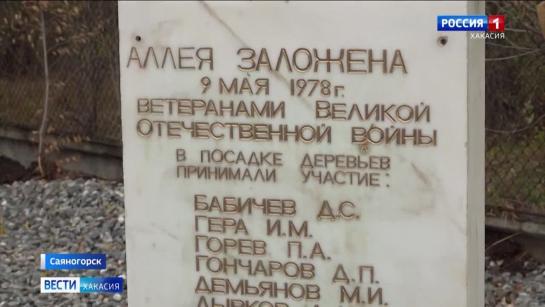 РОССИЯ 1
ХАКАСИЯ
АЛЛЕЯ ЗАЛОЖЕНА
9 МАЯ 1978 г.
ВЕТЕРАНАМИ ВЕЛИКОЙ
ОТЕЧЕСТВЕННОЙ ВОЙНЫ
В ПОСАДКЕ ДЕРЕВЬЕВ
ПРИНИМАЛИ УЧАСТИЕ:
БАБИЧЕВ Д.С.
ГЕРА И.М.
ГОРЕВ П.А.
ГОНЧАРОВ Д.П.
ДЕМЬЯНОВ М.И.
Саяногорск
ВЕСТИ ХАКАСИЯ